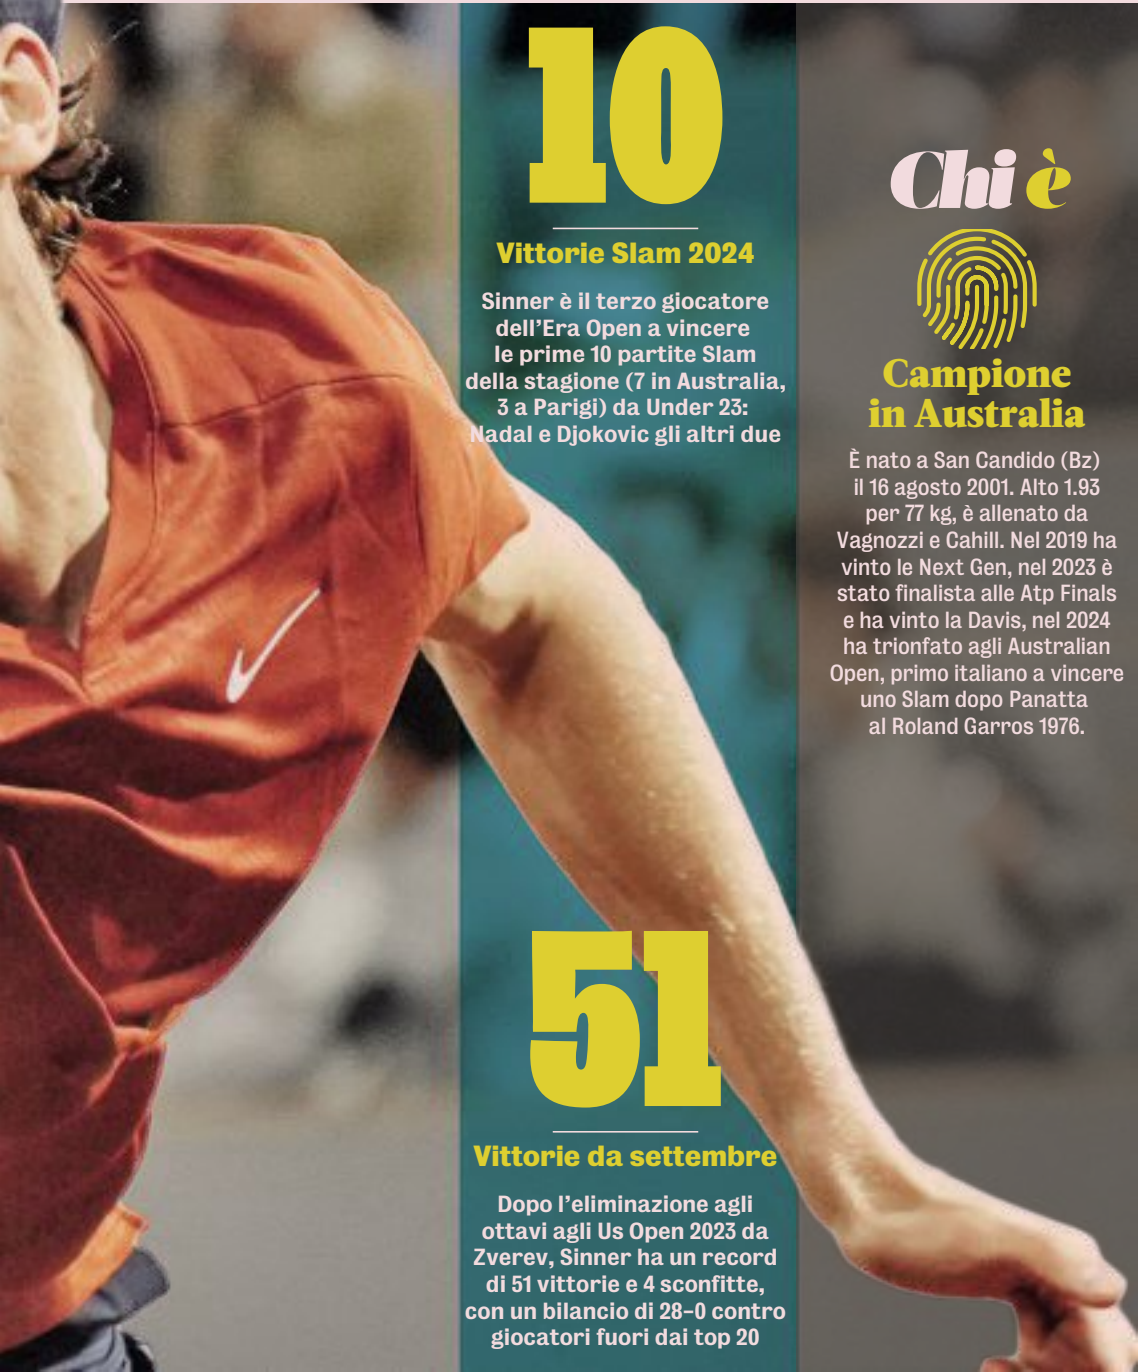 10
Vittorie Slam 2024
Sinner è il terzo giocatore
dell'Era Open a vincere
le prime 10 partite Slam
della stagione (7 in Australia,
3 a Parigi) da Under 23:
Nadal e Djokovic gli altri due
51
Vittorie da settembre
Dopo l'eliminazione agli
ottavi agli Us Open 2023 da
Zverev, Sinner ha un record
di 51 vittorie e 4 sconfitte,
con un bilancio di 28-0 contro
giocatori fuori dai top 20
Chi è
Campione
in Australia
È nato a San Candido (Bz)
il 16 agosto 2001. Alto 1.93
per 77 kg, è allenato da
Vagnozzi e Cahill. Nel 2019 ha
vinto le Next Gen, nel 2023 è
stato finalista alle Atp Finals
e ha vinto la Davis, nel 2024
ha trionfato agli Australian
Open, primo italiano a vincere
uno Slam dopo Panatta
al Roland Garros 1976.